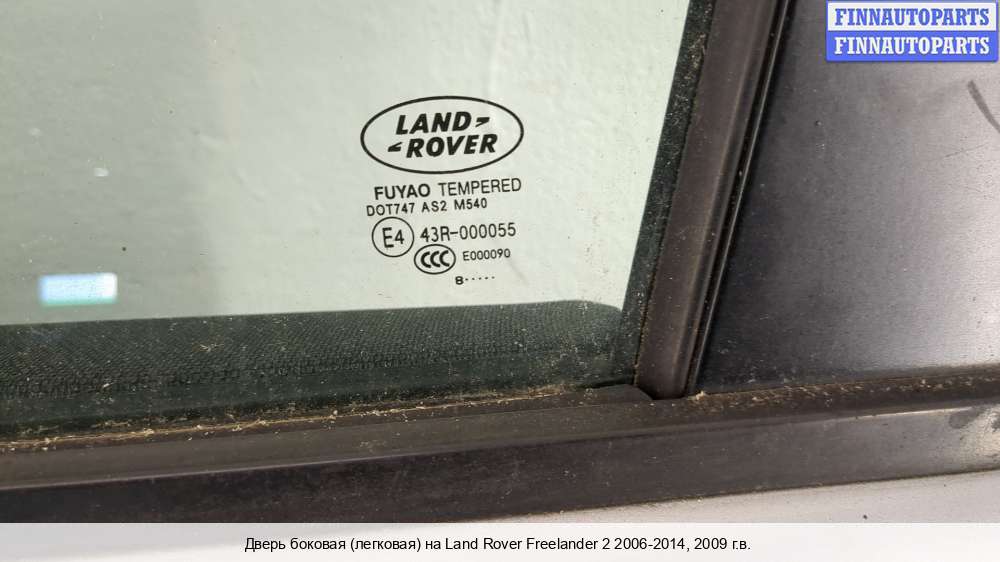 FINNAUTOPARTS
FINNAUTOPARTS
LAND
ROVER
FUYAO TEMPERED
DOT747 AS2 M540
E4 43R-000055
CCC E000090
8·····
Дверь боковая (легковая) на Land Rover Freelander 2 2006-2014, 2009 г.в.